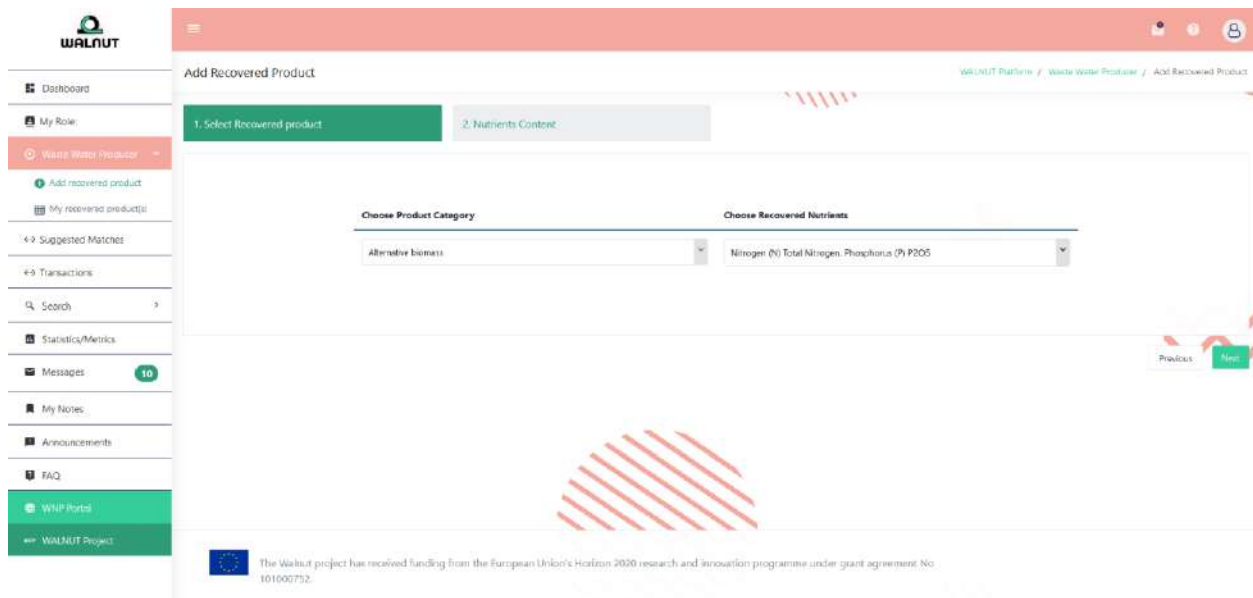 WALNUT
Dashboard
My Role:
Waste Water Producer
Add recovered product
My recovered product(s)
Suggested Matches
Transactions
Search
Statistics/Metrics
Messages
10
My Notes
Announcements
FAQ
WNP Portal
WALNUT Project
Add Recovered Product
WALNUT Platform / Waste Water Producer / Add Recovered Product
1. Select Recovered product
2. Nutrients Content
Choose Product Category
Choose Recovered Nutrients
Alternative biomass
Nitrogen (N) Total Nitrogen, Phosphorus (P) P2O5
Previous
Next
The Walnut project has received funding from the European Union's Horizon 2020 research and innovation programme under grant agreement No
101000752.